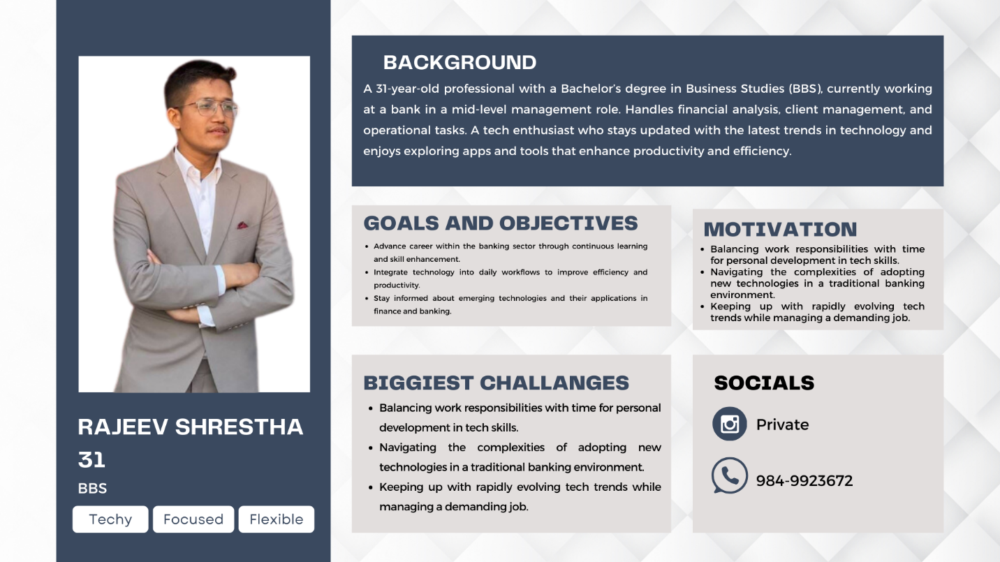 RAJEEV SHRESTHA
31
BBS
Techy
Focused
Flexible
BACKGROUND
A 31-year-old professional with a Bachelor’s degree in Business Studies (BBS), currently working
at a bank in a mid-level management role. Handles financial analysis, client management, and
operational tasks. A tech enthusiast who stays updated with the latest trends in technology and
enjoys exploring apps and tools that enhance productivity and efficiency.
GOALS AND OBJECTIVES
• Advance career within the banking sector through continuous learning
and skill enhancement.
• Integrate technology into daily workflows to improve efficiency and
productivity.
• Stay informed about emerging technologies and their applications in
finance and banking.
MOTIVATION
• Balancing work responsibilities with time
for personal development in tech skills.
• Navigating the complexities of adopting
new technologies in a traditional banking
environment.
• Keeping up with rapidly evolving tech
trends while managing a demanding job.
BIGGIEST CHALLANGES
• Balancing work responsibilities with time for personal
development in tech skills.
• Navigating the complexities of adopting new
technologies in a traditional banking environment.
• Keeping up with rapidly evolving tech trends while
managing a demanding job.
SOCIALS
Private
984-9923672